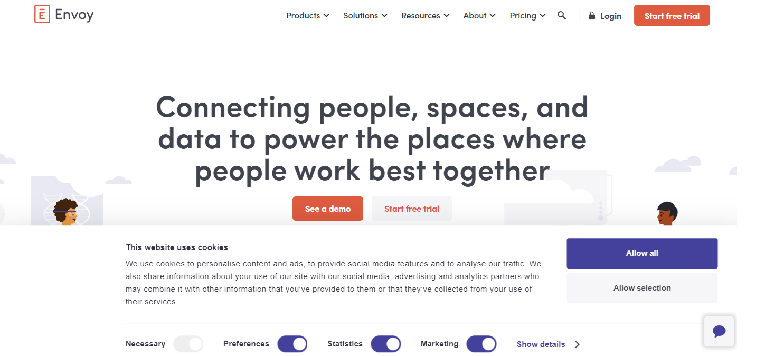 Envoy
Products
Solutions
Resources
About
Pricing
Login
Start free trial
Connecting people, spaces, and
data to power the places where
people work best together
See a demo
Start free trial
This website uses cookies
We use cookies to personalise content and ads, to provide social media features and to analyse our traffic. We
also share information about your use of our site with our social media, advertising and analytics partners who
may combine it with other information that you've provided to them or that they've collected from your use of
their services.
Allow all
Allow selection
Necessary
Preferences
Statistics
Marketing
Show details